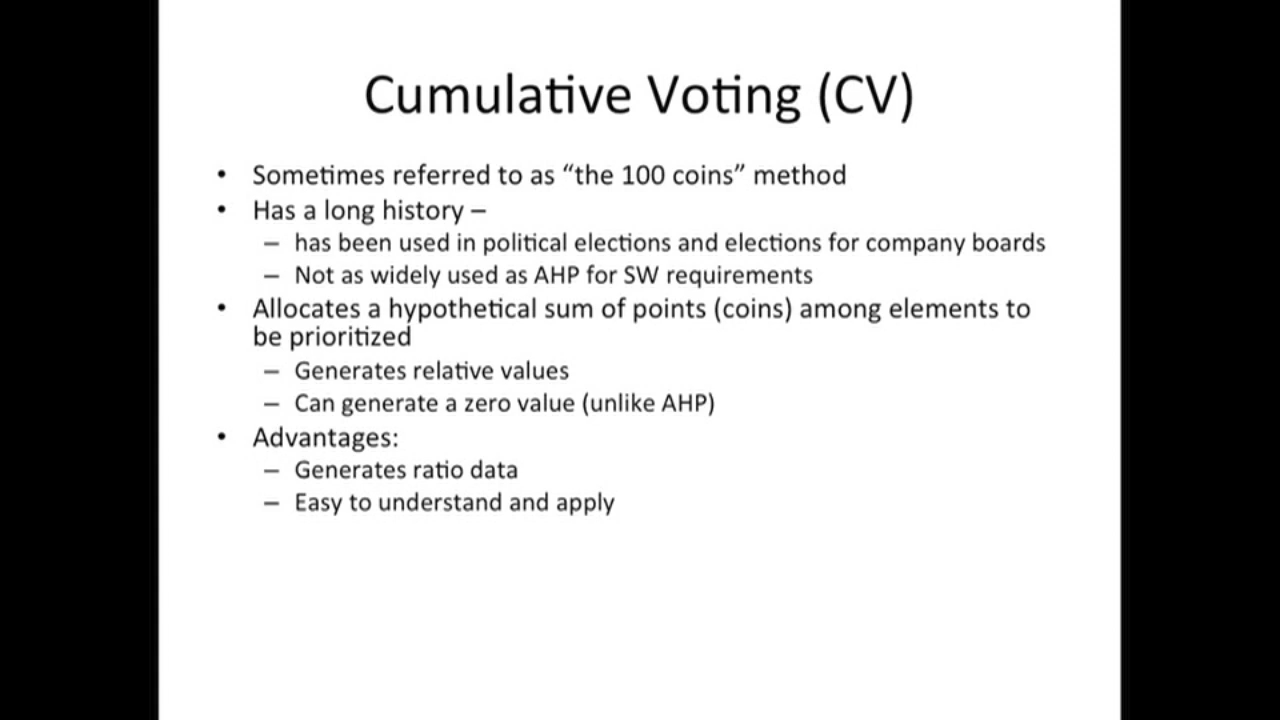 Cumulative Voting (CV)
• Sometimes referred to as “the 100 coins” method
• Has a long history –
– has been used in political elections and elections for company boards
– Not as widely used as AHP for SW requirements
• Allocates a hypothetical sum of points (coins) among elements to
be prioritized
– Generates relative values
– Can generate a zero value (unlike AHP)
• Advantages:
– Generates ratio data
– Easy to understand and apply